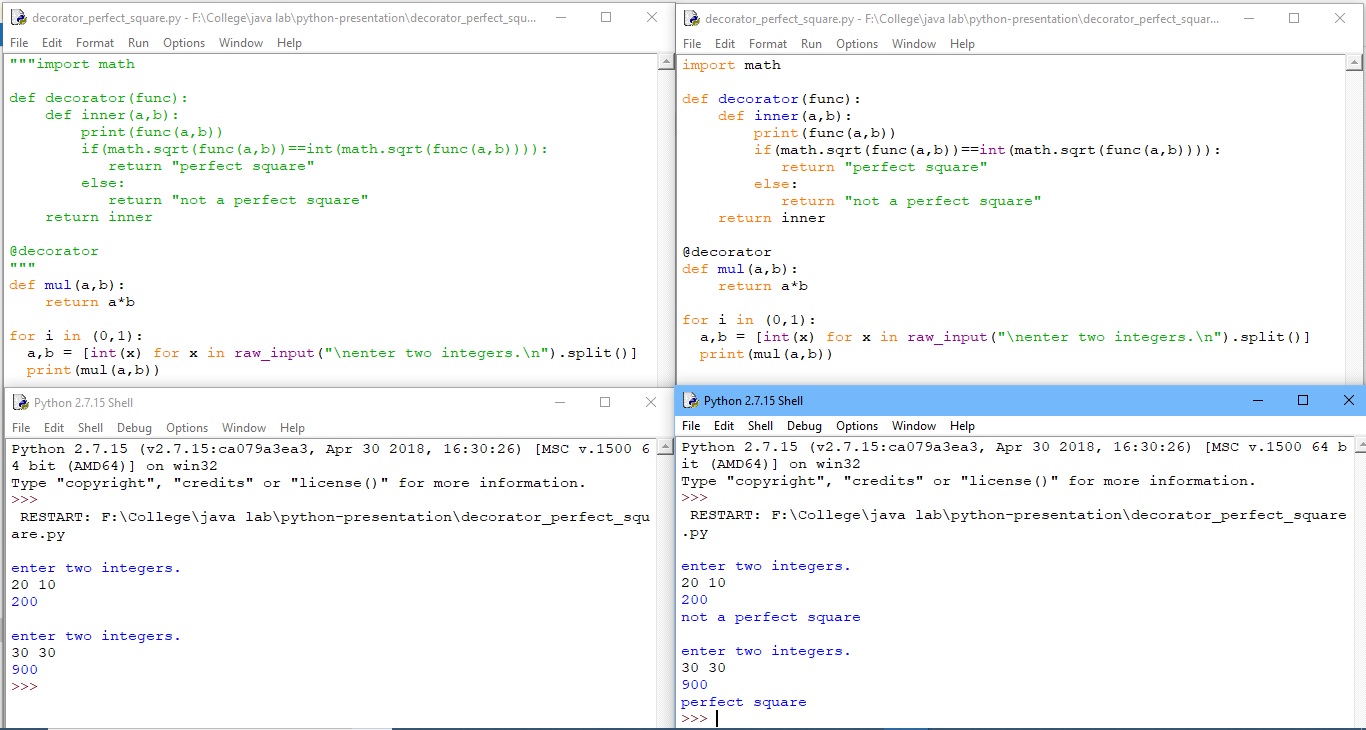 decorator_perfect_square.py - F:\College\java lab\python-presentation\decorator_perfect_squ...
File Edit Format Run Options Window Help
"""import math
def decorator(func):
    def inner(a,b):
        print(func(a,b))
        if(math.sqrt(func(a,b))==int(math.sqrt(func(a,b)))):
           return "perfect square"
        else:
           return "not a perfect square"
    return inner
@decorator
"""
def mul(a,b):
    return a*b
for i in (0,1):
  a,b = [int(x) for x in raw_input("\nenter two integers.\n").split()]
  print(mul(a,b))
decorator_perfect_square.py - F:\College\java lab\python-presentation\decorator_perfect_squar...
File Edit Format Run Options Window Help
import math
def decorator(func):
    def inner(a,b):
        print(func(a,b))
        if(math.sqrt(func(a,b))==int(math.sqrt(func(a,b)))):
           return "perfect square"
        else:
           return "not a perfect square"
    return inner
@decorator
def mul(a,b):
    return a*b
for i in (0,1):
  a,b = [int(x) for x in raw_input("\nenter two integers.\n").split()]
  print(mul(a,b))
Python 2.7.15 Shell
File Edit Shell Debug Options Window Help
Python 2.7.15 (v2.7.15:ca079a3ea3, Apr 30 2018, 16:30:26) [MSC v.1500 6
4 bit (AMD64)] on win32
Type "copyright", "credits" or "license()" for more information.
>>>
 RESTART: F:\College\java lab\python-presentation\decorator_perfect_squ
are.py
enter two integers.
20 10
200
enter two integers.
30 30
900
>>>
Python 2.7.15 Shell
File Edit Shell Debug Options Window Help
Python 2.7.15 (v2.7.15:ca079a3ea3, Apr 30 2018, 16:30:26) [MSC v.1500 64 b
it (AMD64)] on win32
Type "copyright", "credits" or "license()" for more information.
>>>
 RESTART: F:\College\java lab\python-presentation\decorator_perfect_square
.py
enter two integers.
20 10
200
not a perfect square
enter two integers.
30 30
900
perfect square
>>>